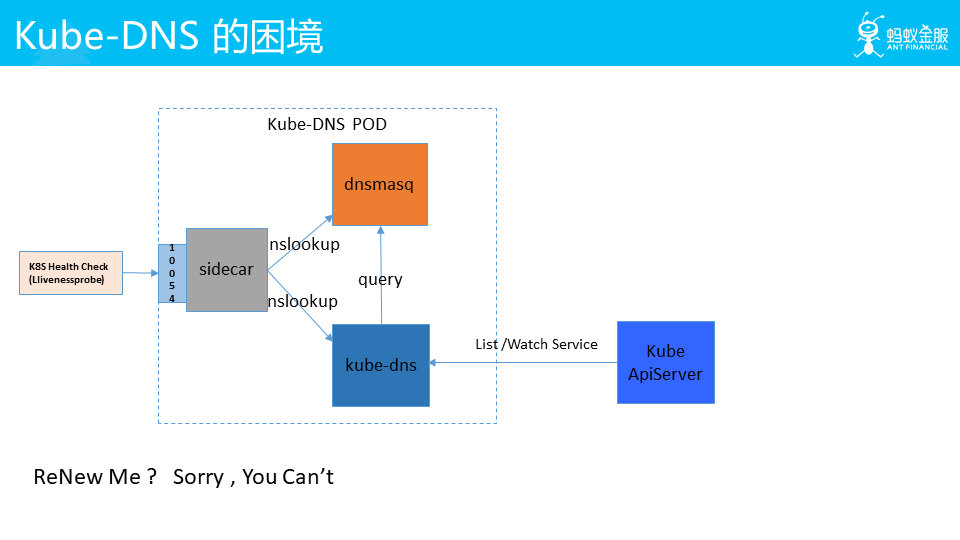 Kube-DNS 的困境
蚂蚁金服
ANT FINANCIAL
Kube-DNS POD
dnsmasq
nslookup
sidecar
10054
K8S Health Check
(Llivenessprobe)
query
nslookup
kube-dns
List /Watch Service
Kube
ApiServer
ReNew Me ? Sorry , You Can’t